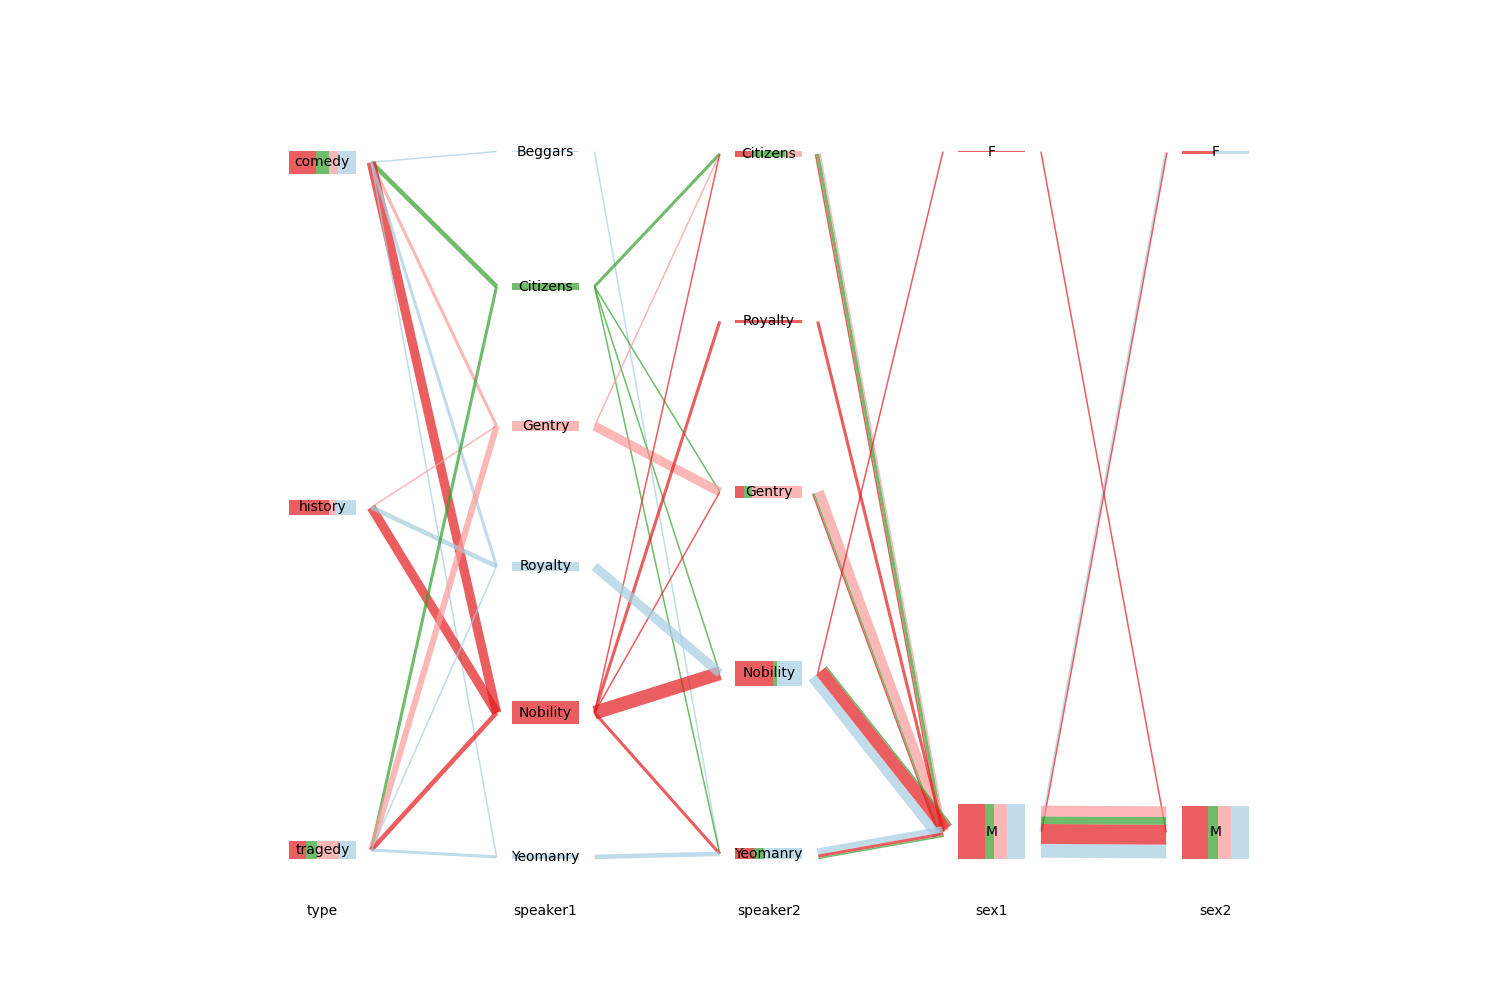 comedy
history
tragedy
type
Beggars
Citizens
Gentry
Royalty
Nobility
Yeomanry
speaker1
Citizens
Royalty
Gentry
Nobility
Yeomanry
speaker2
F
M
sex1
F
M
sex2